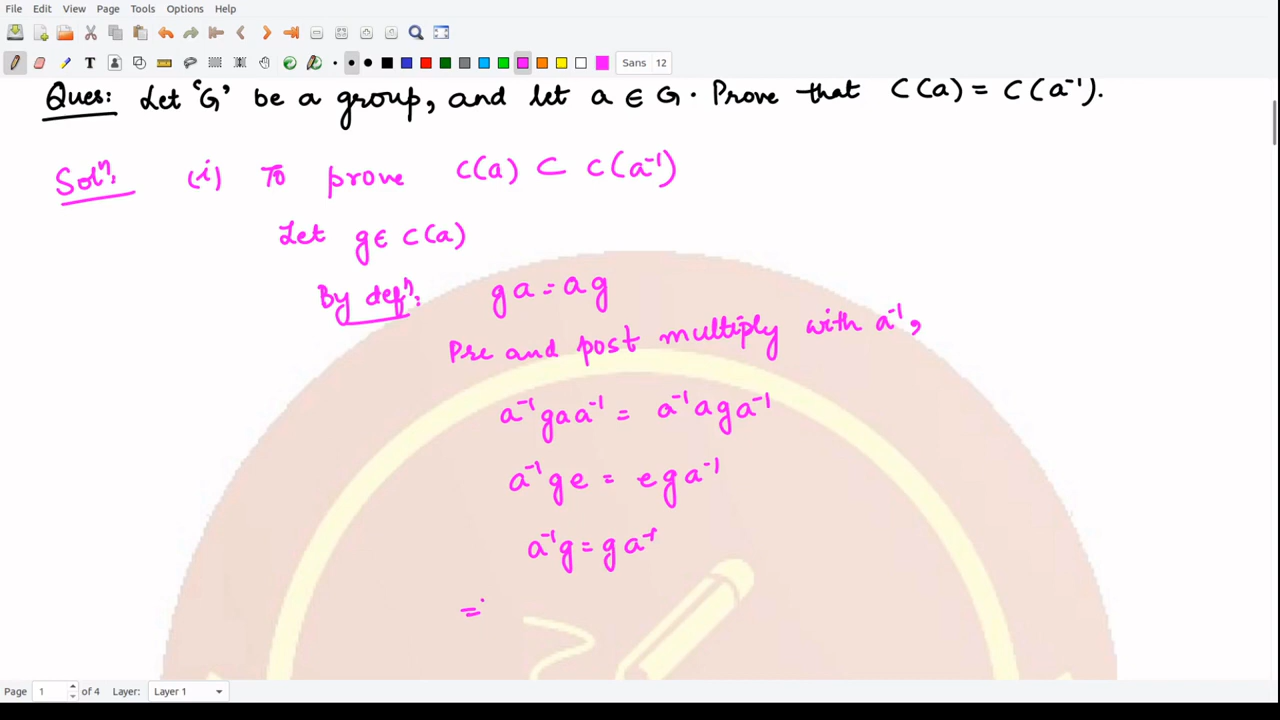 File Edit View Page Tools Options Help
Sans 12
Ques: Let 'G' be a group, and let a ∈ G. Prove that C(a) = C(a⁻¹).
Solⁿ: (i) To prove C(a) ⊂ C(a⁻¹)
Let g ∈ C(a)
By defⁿ: ga = ag
Pre and post multiply with a⁻¹,
a⁻¹gaa⁻¹ = a⁻¹aga⁻¹
a⁻¹ge = ega⁻¹
a⁻¹g = ga⁻¹
=
Page 1 of 4 Layer: Layer 1